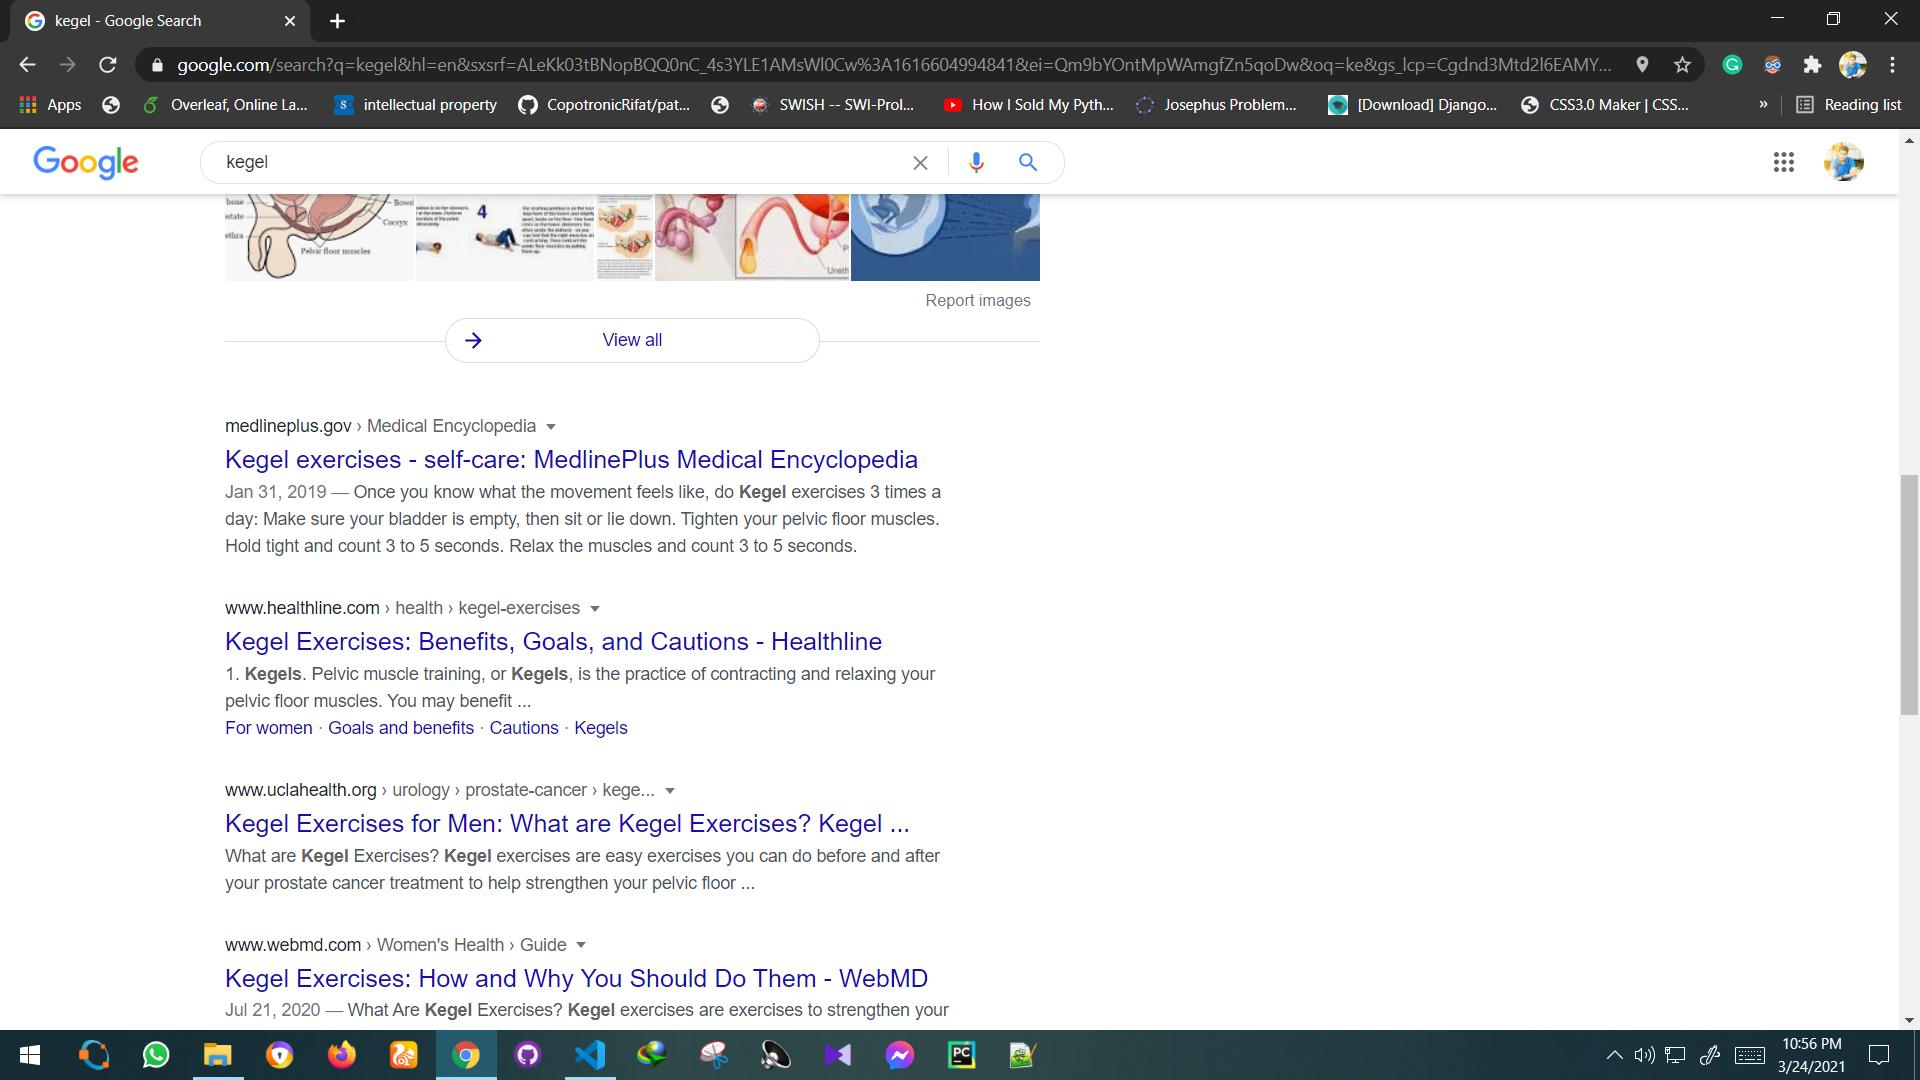 kegel - Google Search
google.com/search?q=kegel&hl=en&sxsrf=ALeKk03tBNopBQQ0nC_4s3YLE1AMsWl0Cw%3A1616604994841&ei=Qm9bYOntMpWAmgfZn5qoDw&oq=ke&gs_lcp=Cgdnd3Mtd2l6EAMY...
Apps
Overleaf, Online La...
intellectual property
CopotronicRifat/pat...
SWISH -- SWI-Prol...
How I Sold My Pyth...
Josephus Problem...
[Download] Django...
CSS3.0 Maker | CSS...
»
Reading list
Google
kegel
bone
state
ethra
Bowel
Coccyx
Pelvic floor muscles
4
Ureth
Report images
View all
medlineplus.gov › Medical Encyclopedia
Kegel exercises - self-care: MedlinePlus Medical Encyclopedia
Jan 31, 2019 — Once you know what the movement feels like, do Kegel exercises 3 times a
day: Make sure your bladder is empty, then sit or lie down. Tighten your pelvic floor muscles.
Hold tight and count 3 to 5 seconds. Relax the muscles and count 3 to 5 seconds.
www.healthline.com › health › kegel-exercises
Kegel Exercises: Benefits, Goals, and Cautions - Healthline
1. Kegels. Pelvic muscle training, or Kegels, is the practice of contracting and relaxing your
pelvic floor muscles. You may benefit ...
For women · Goals and benefits · Cautions · Kegels
www.uclahealth.org › urology › prostate-cancer › kege...
Kegel Exercises for Men: What are Kegel Exercises? Kegel ...
What are Kegel Exercises? Kegel exercises are easy exercises you can do before and after
your prostate cancer treatment to help strengthen your pelvic floor ...
www.webmd.com › Women's Health › Guide
Kegel Exercises: How and Why You Should Do Them - WebMD
Jul 21, 2020 — What Are Kegel Exercises? Kegel exercises are exercises to strengthen your
PC
10:56 PM
3/24/2021